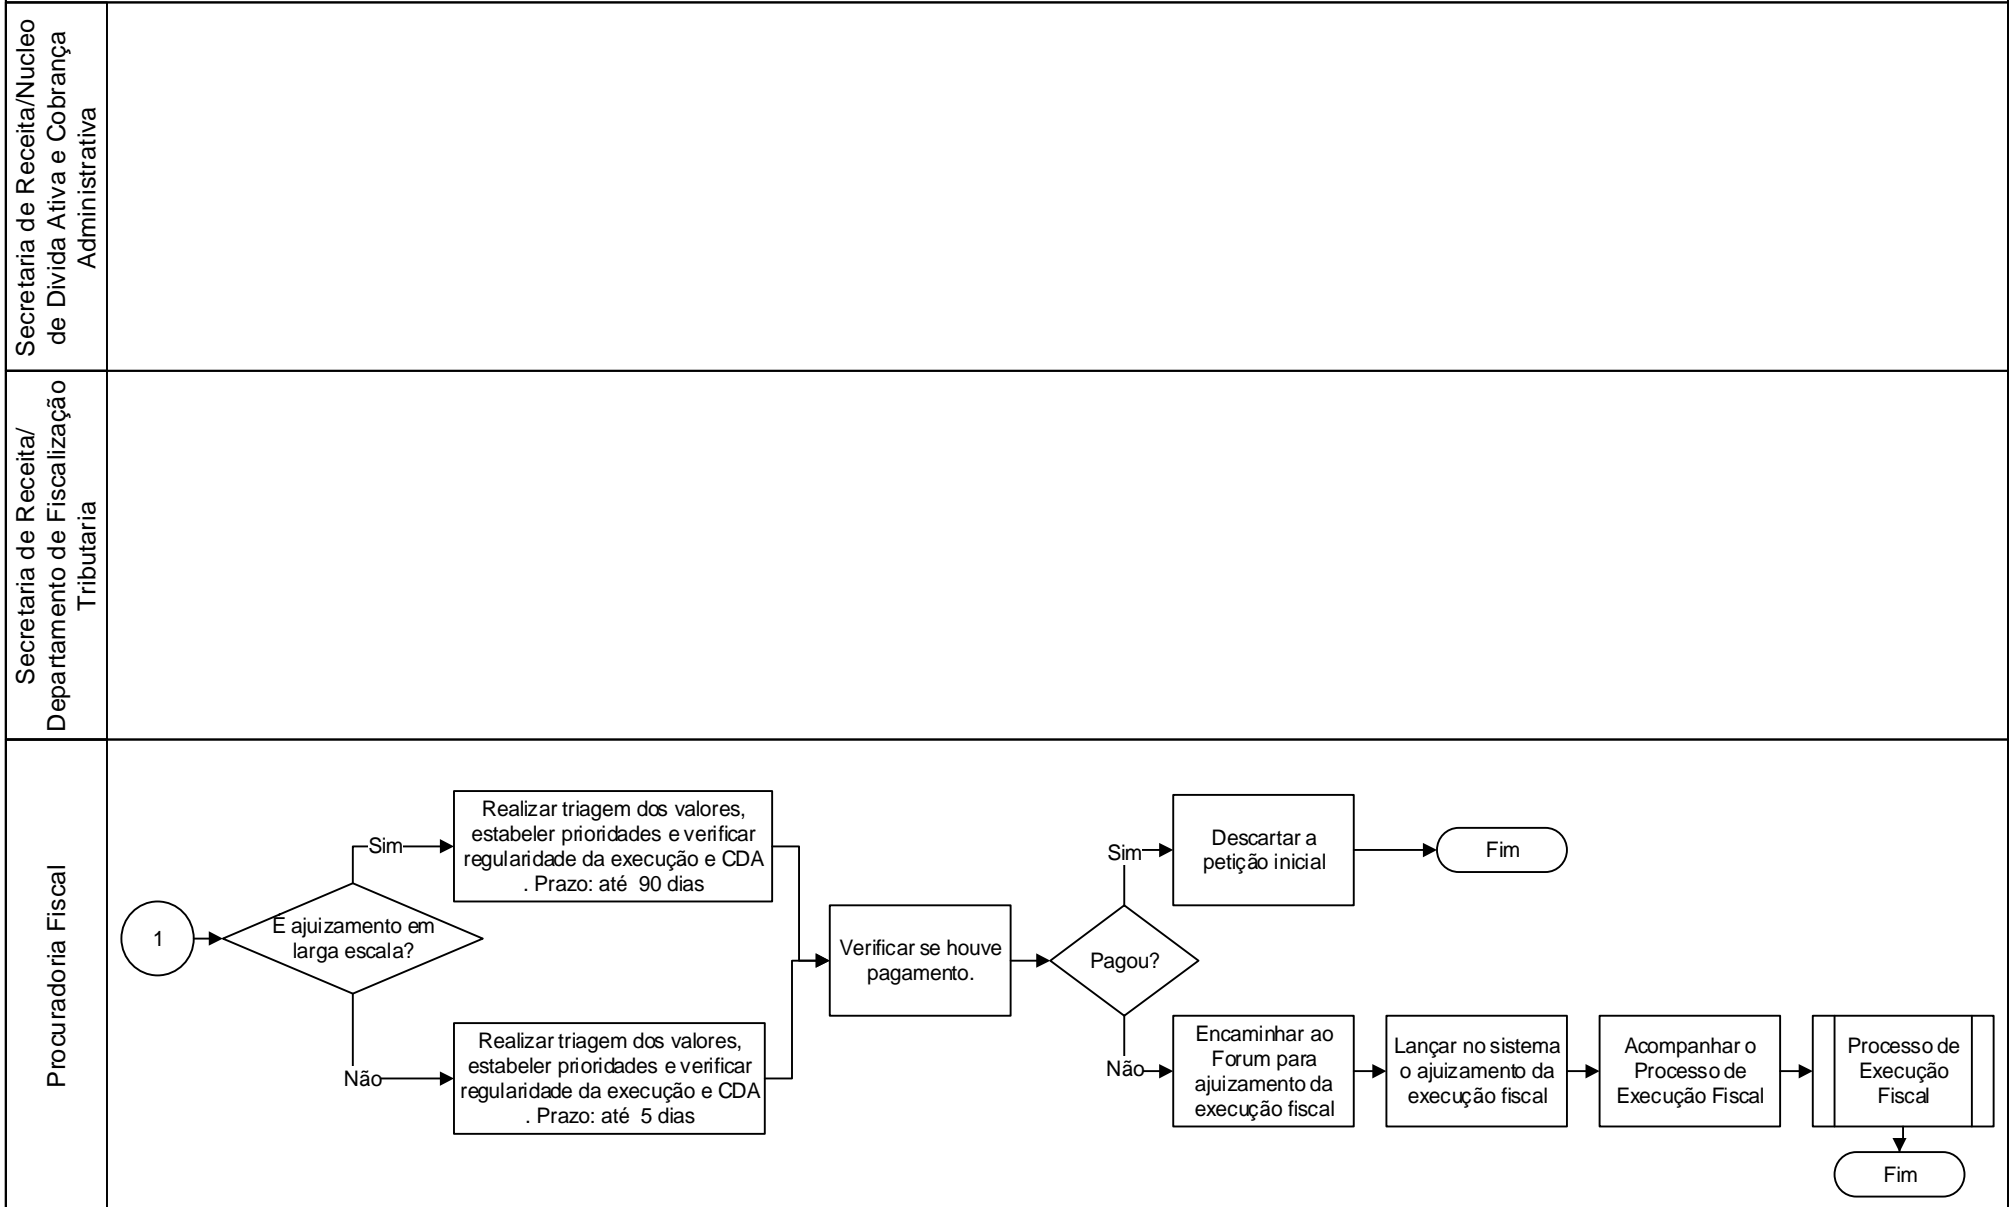 Secretaria de Receita/Nucleo
de Divida Ativa e Cobrança
Administrativa
Secretaria de Receita/
Departamento de Fiscalização
Tributaria
Procuradoria Fiscal
1
E ajuizamento em
larga escala?
Sim
Realizar triagem dos valores,
estabeler prioridades e verificar
regularidade da execução e CDA
. Prazo: até 90 dias
Não
Realizar triagem dos valores,
estabeler prioridades e verificar
regularidade da execução e CDA
. Prazo: até 5 dias
Verificar se houve
pagamento.
Pagou?
Sim
Descartar a
petição inicial
Fim
Não
Encaminhar ao
Forum para
ajuizamento da
execução fiscal
Lançar no sistema
o ajuizamento da
execução fiscal
Acompanhar o
Processo de
Execução Fiscal
Processo de
Execução
Fiscal
Fim